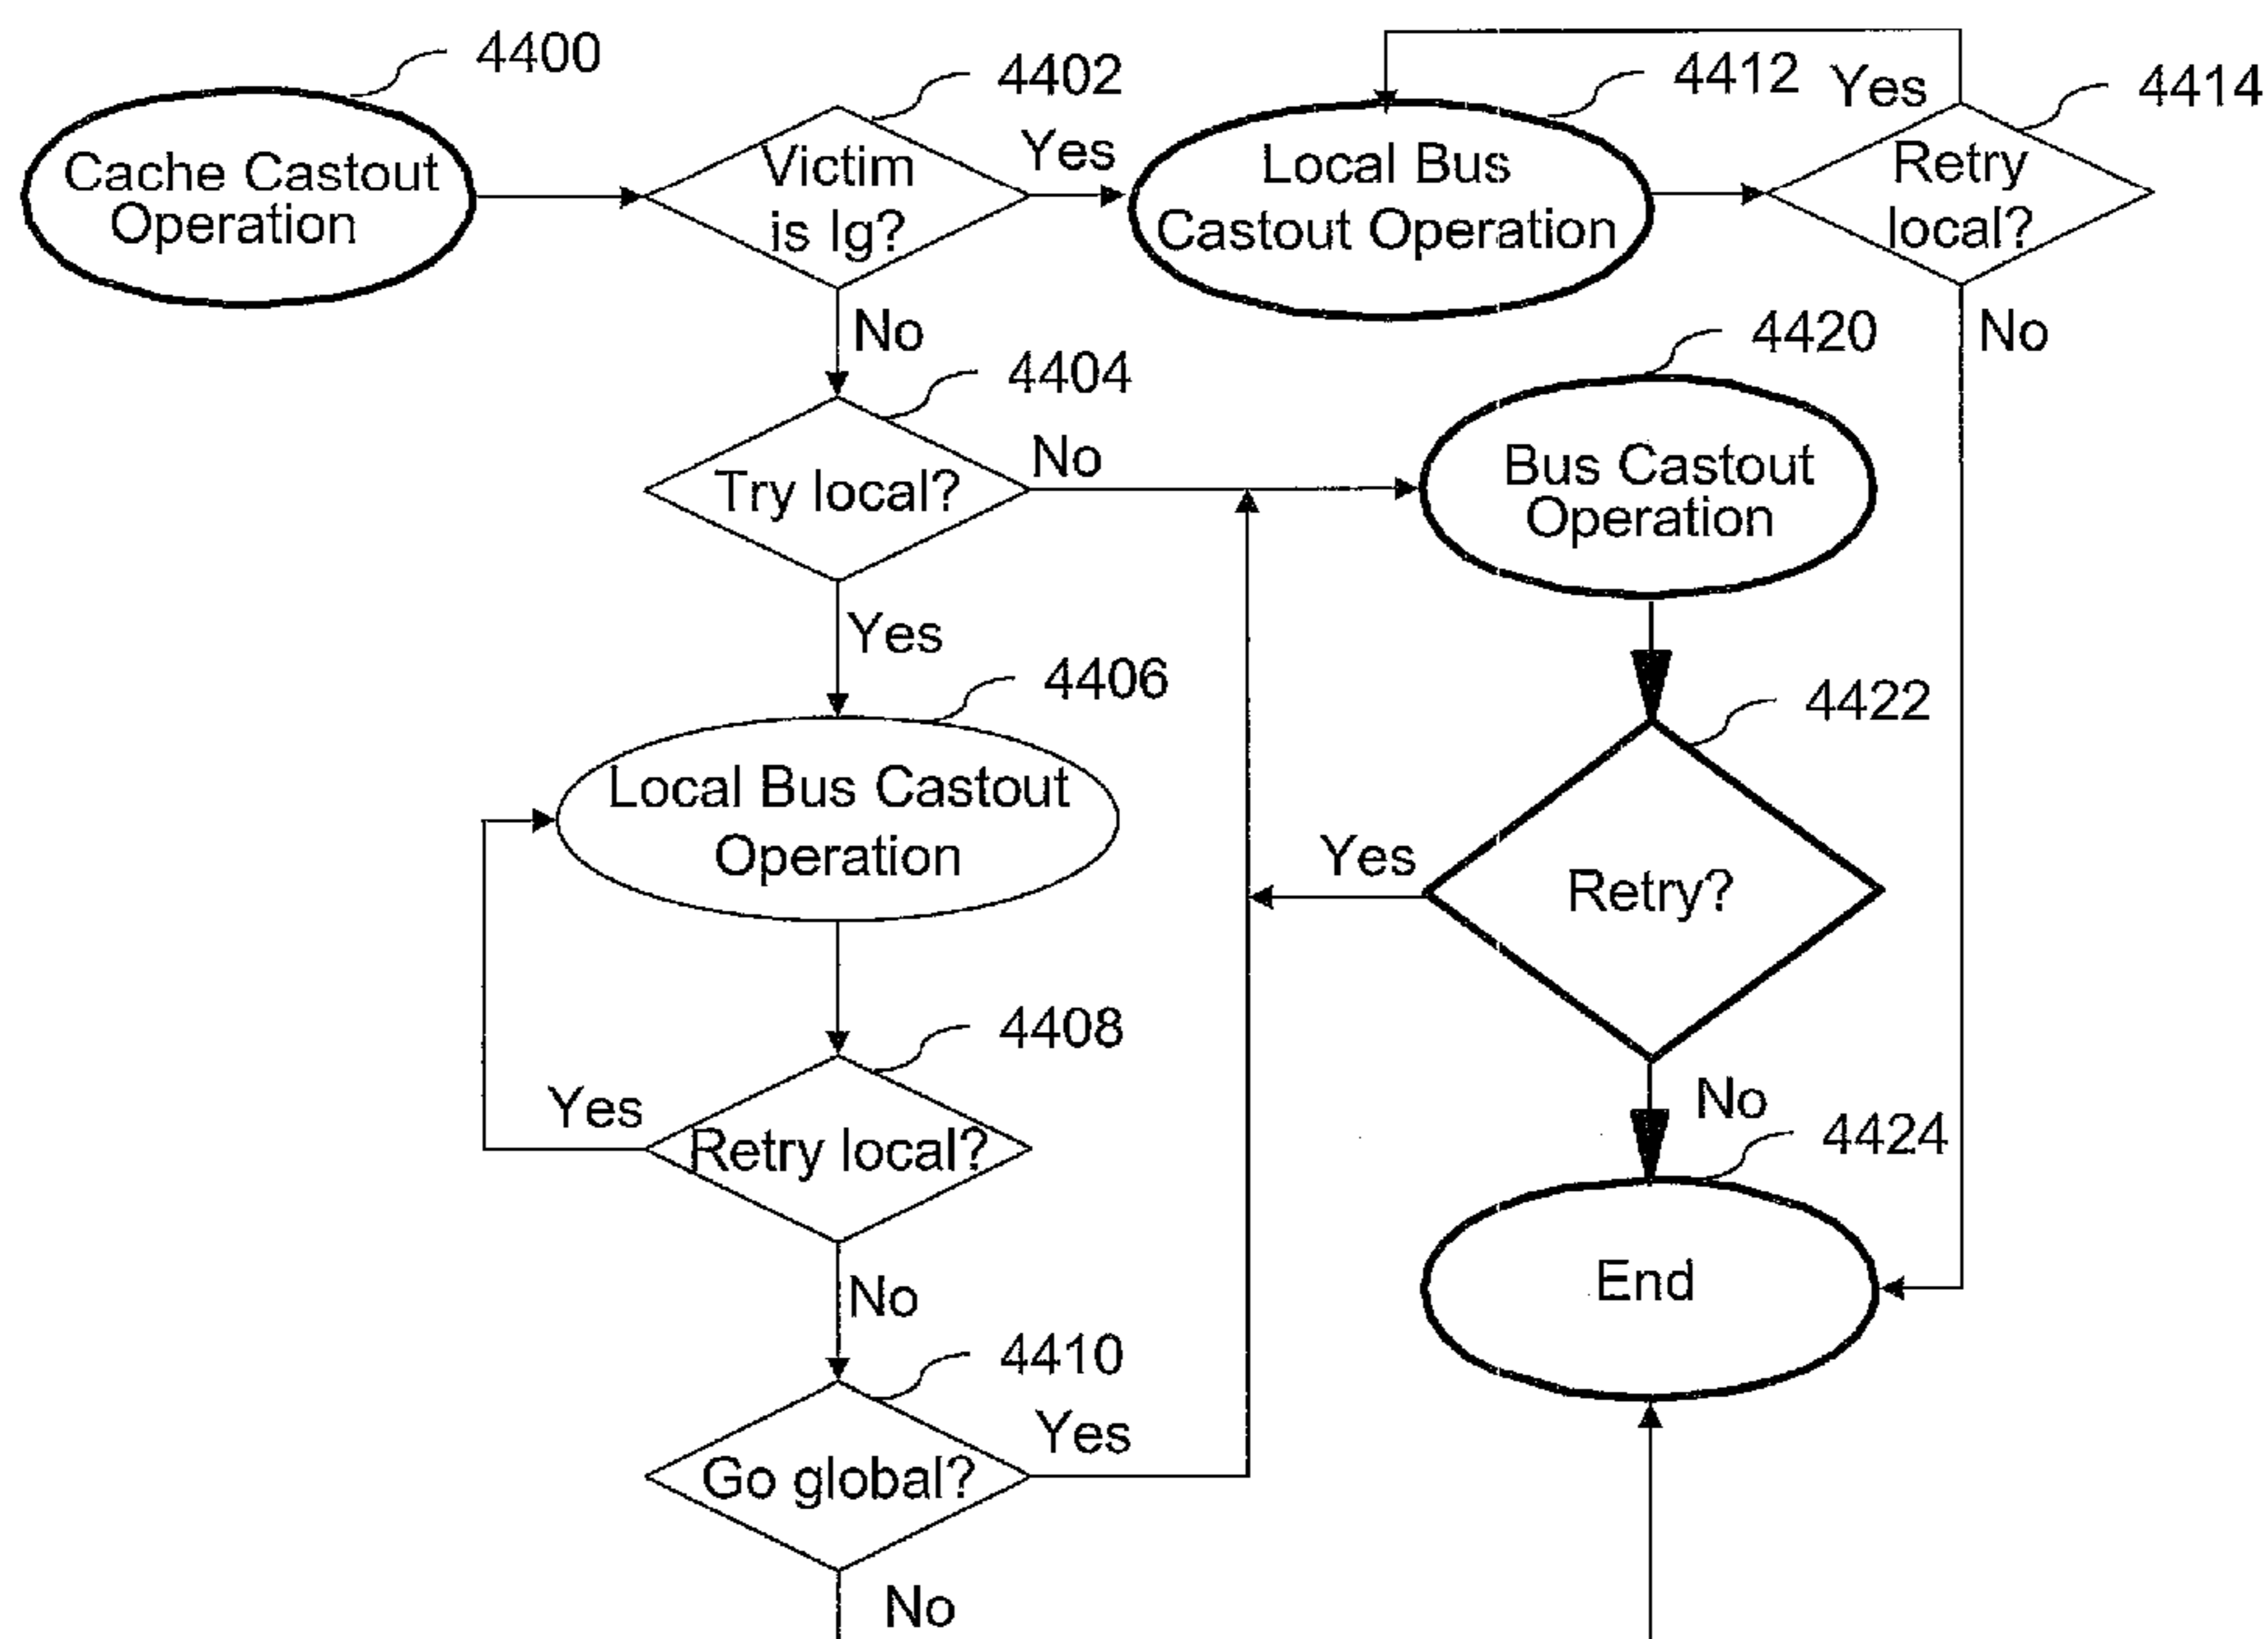 4400
Cache Castout
Operation
4402
Victim
is Ig?
Yes
No
4412
Local Bus
Castout Operation
Yes
4414
Retry
local?
No
4404
Try local?
No
Yes
4420
Bus Castout
Operation
4406
Local Bus Castout
Operation
4422
Retry?
Yes
No
4408
Retry local?
Yes
No
4424
End
4410
Go global?
Yes
No